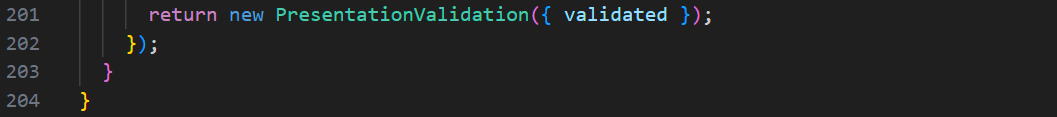 201 return new PresentationValidation({ validated });
202 });
203 }
204 }